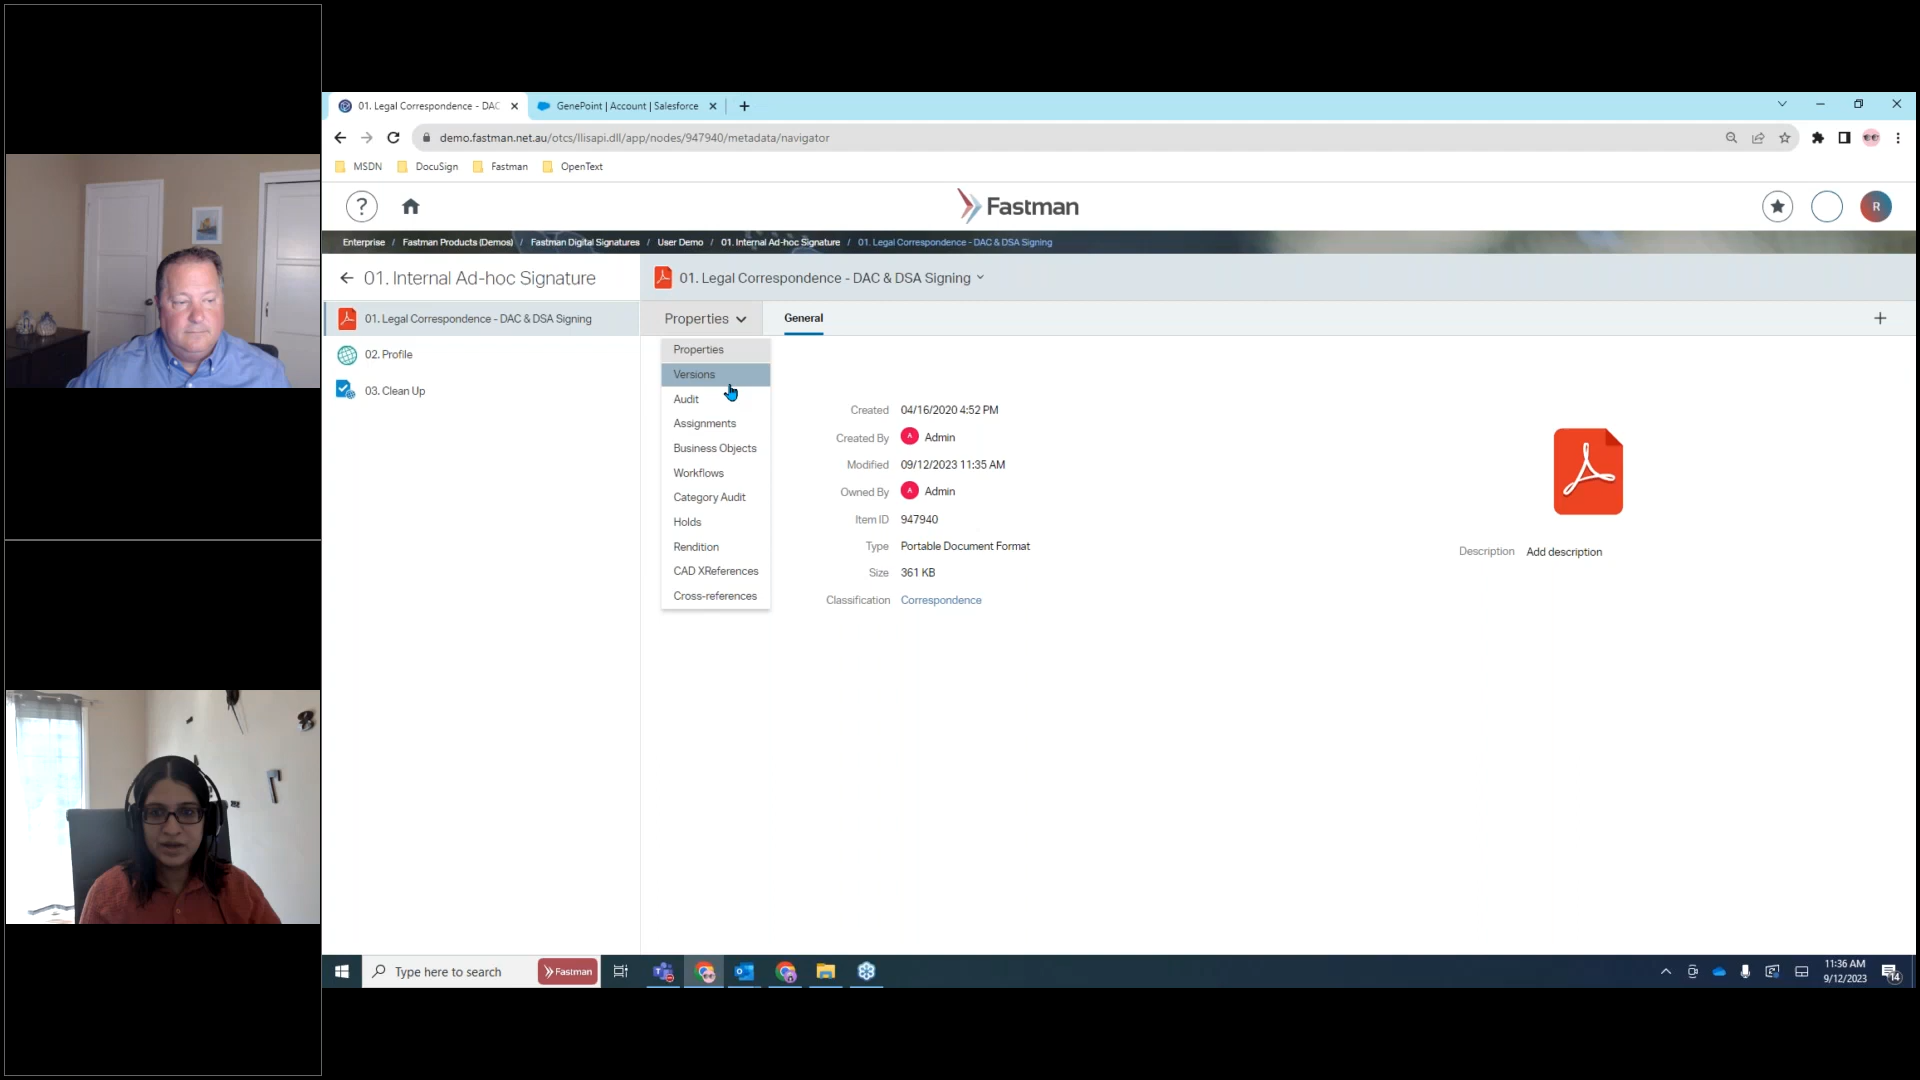 01. Legal Correspondence - DAC
GenePoint | Account | Salesforce
demo.fastman.net.au/otcs/llisapi.dll/app/nodes/947940/metadata/navigator
MSDN
DocuSign
Fastman
OpenText
?
Fastman
R
Enterprise / Fastman Products (Demos) / Fastman Digital Signatures / User Demo / 01. Internal Ad-hoc Signature / 01. Legal Correspondence - DAC & DSA Signing
01. Internal Ad-hoc Signature
01. Legal Correspondence - DAC & DSA Signing
01. Legal Correspondence - DAC & DSA Signing
02. Profile
03. Clean Up
Properties
General
Properties
Versions
Audit
Assignments
Business Objects
Workflows
Category Audit
Holds
Rendition
CAD XReferences
Cross-references
Created 04/16/2020 4:52 PM
Created By A Admin
Modified 09/12/2023 11:35 AM
Owned By A Admin
Item ID 947940
Type Portable Document Format
Size 361 KB
Classification Correspondence
Description Add description
Type here to search
Fastman
11:36 AM
9/12/2023
14